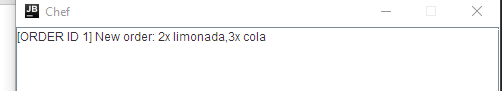 JB Chef
[ORDER ID 1] New order: 2x limonada,3x cola